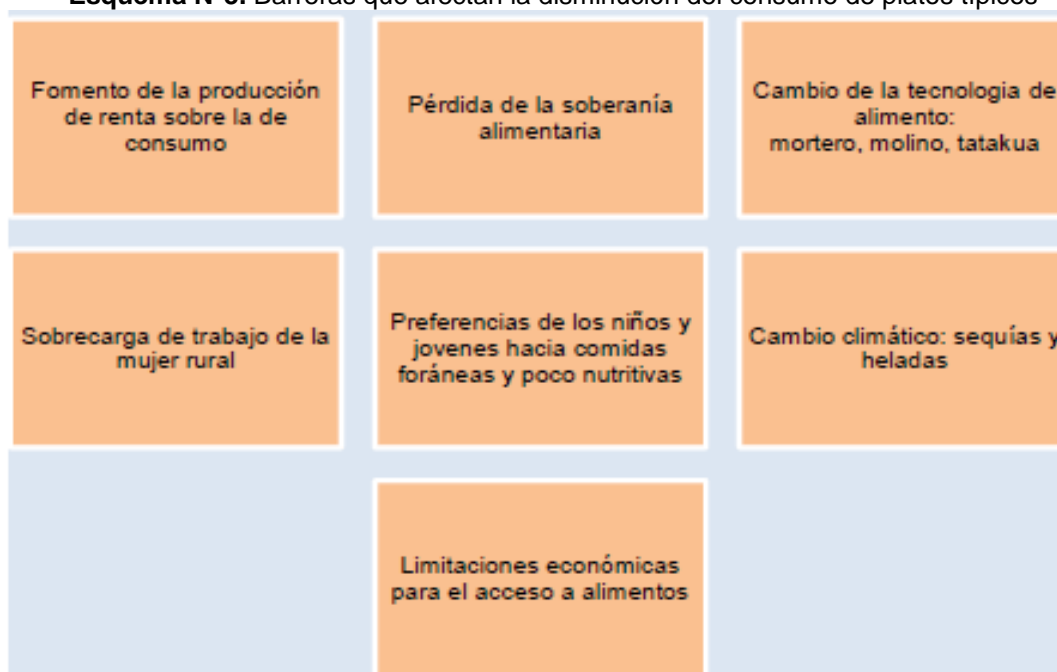 Esquema N°3. Barreras que afectan la disminución del consumo de platos típicos
Fomento de la producción
de renta sobre la de
consumo
Pérdida de la soberanía
alimentaria
Cambio de la tecnologia de
alimento:
mortero, molino, tatakua
Sobrecarga de trabajo de la
mujer rural
Preferencias de los niños y
jovenes hacia comidas
foráneas y poco nutritivas
Cambio climático: sequías y
heladas
Limitaciones económicas
para el acceso a alimentos